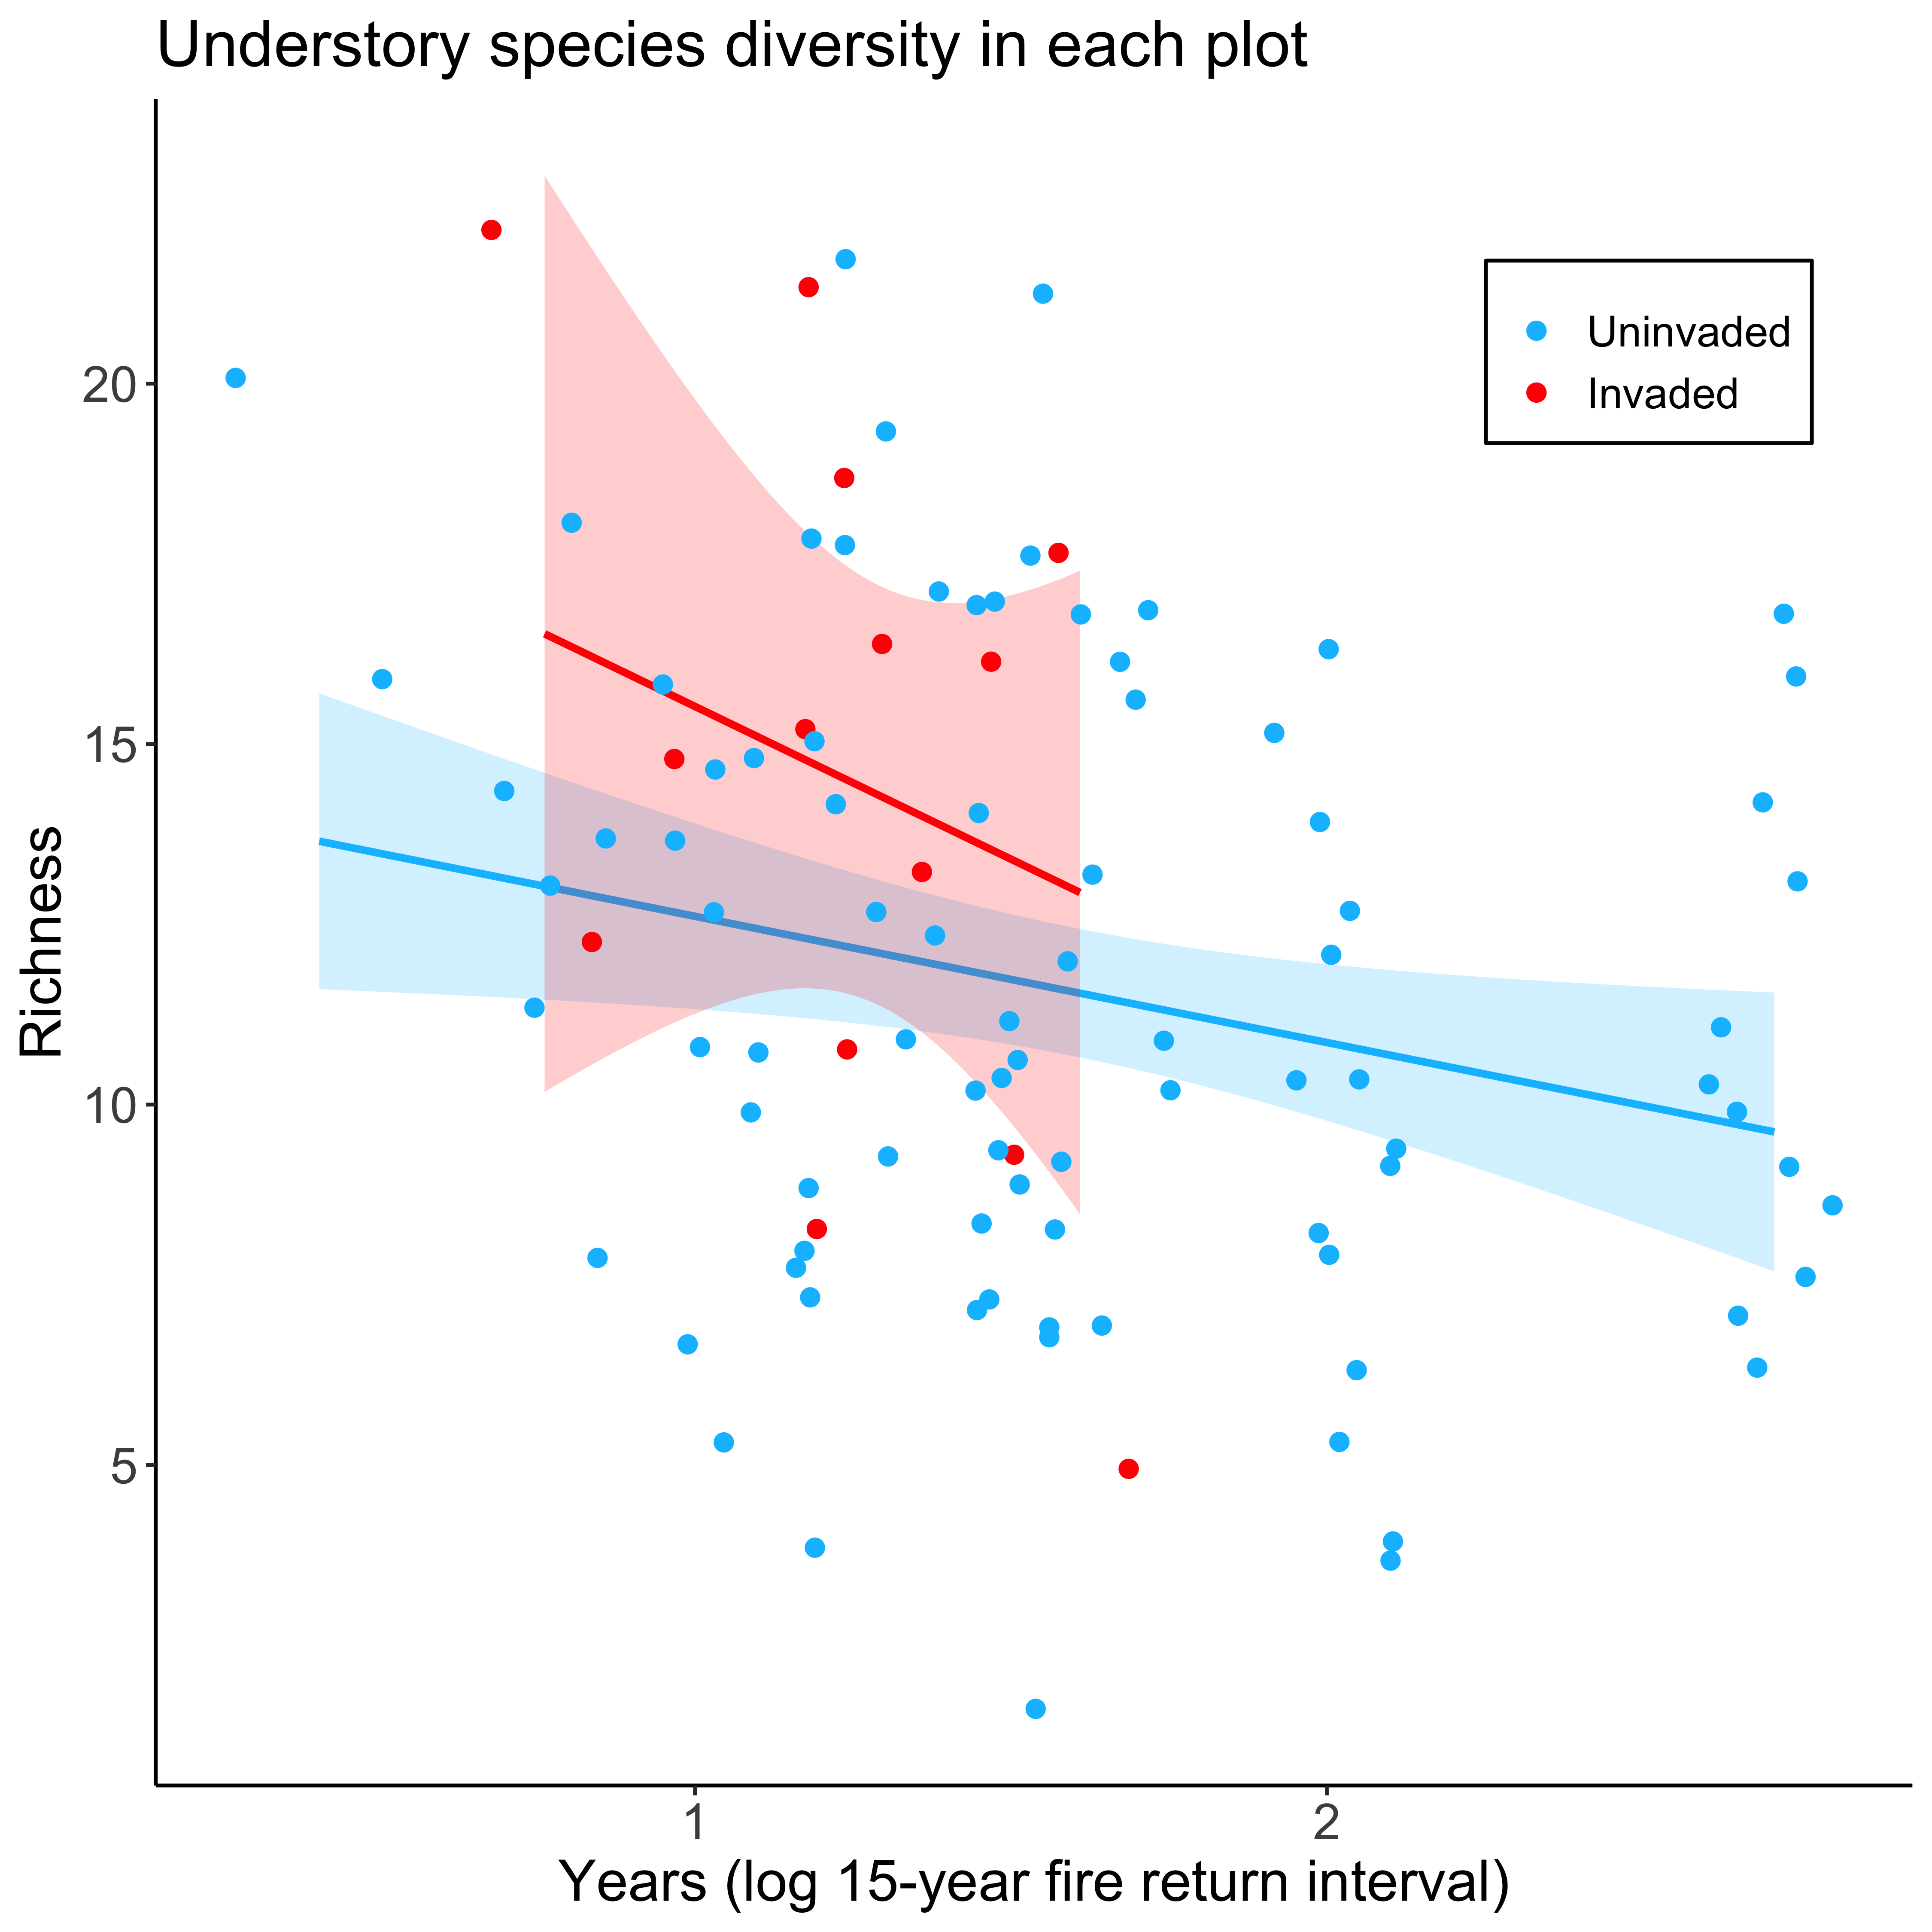 Understory species diversity in each plot
Richness
20
15
10
5
Uninvaded
Invaded
1
2
Years (log 15-year fire return interval)